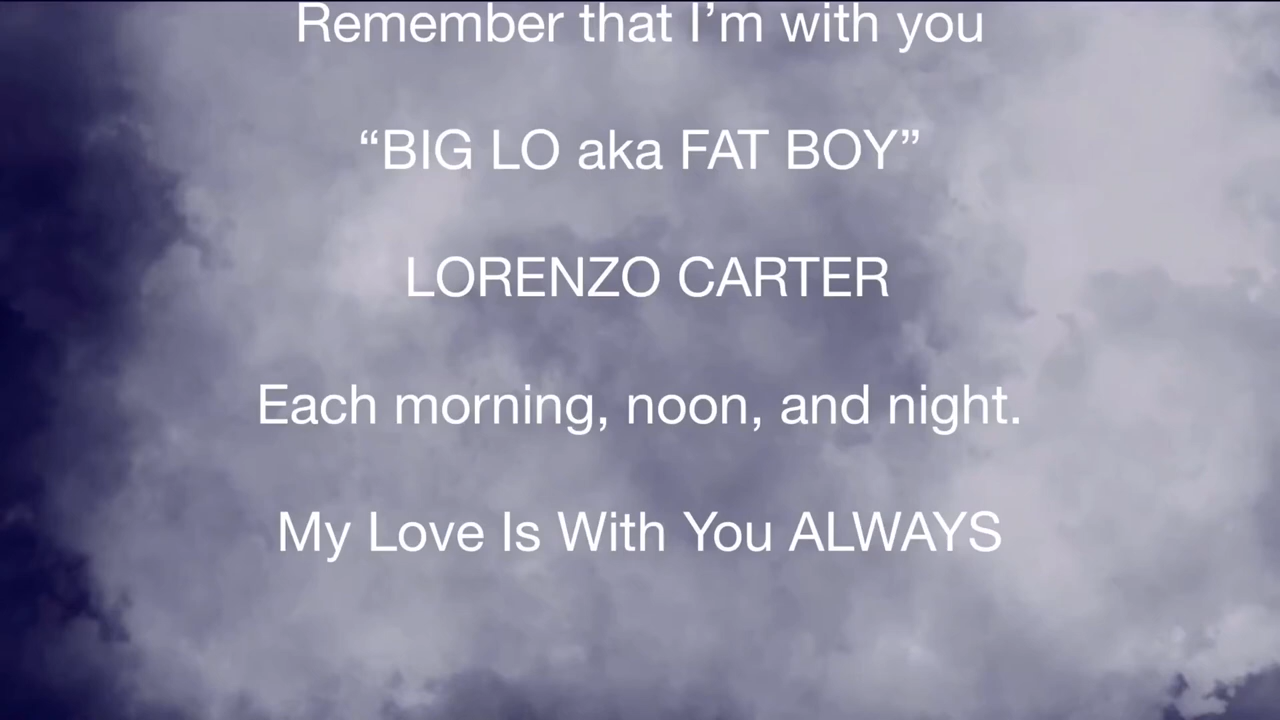 Remember that I’m with you
“BIG LO aka FAT BOY”
LORENZO CARTER
Each morning, noon, and night.
My Love Is With You ALWAYS